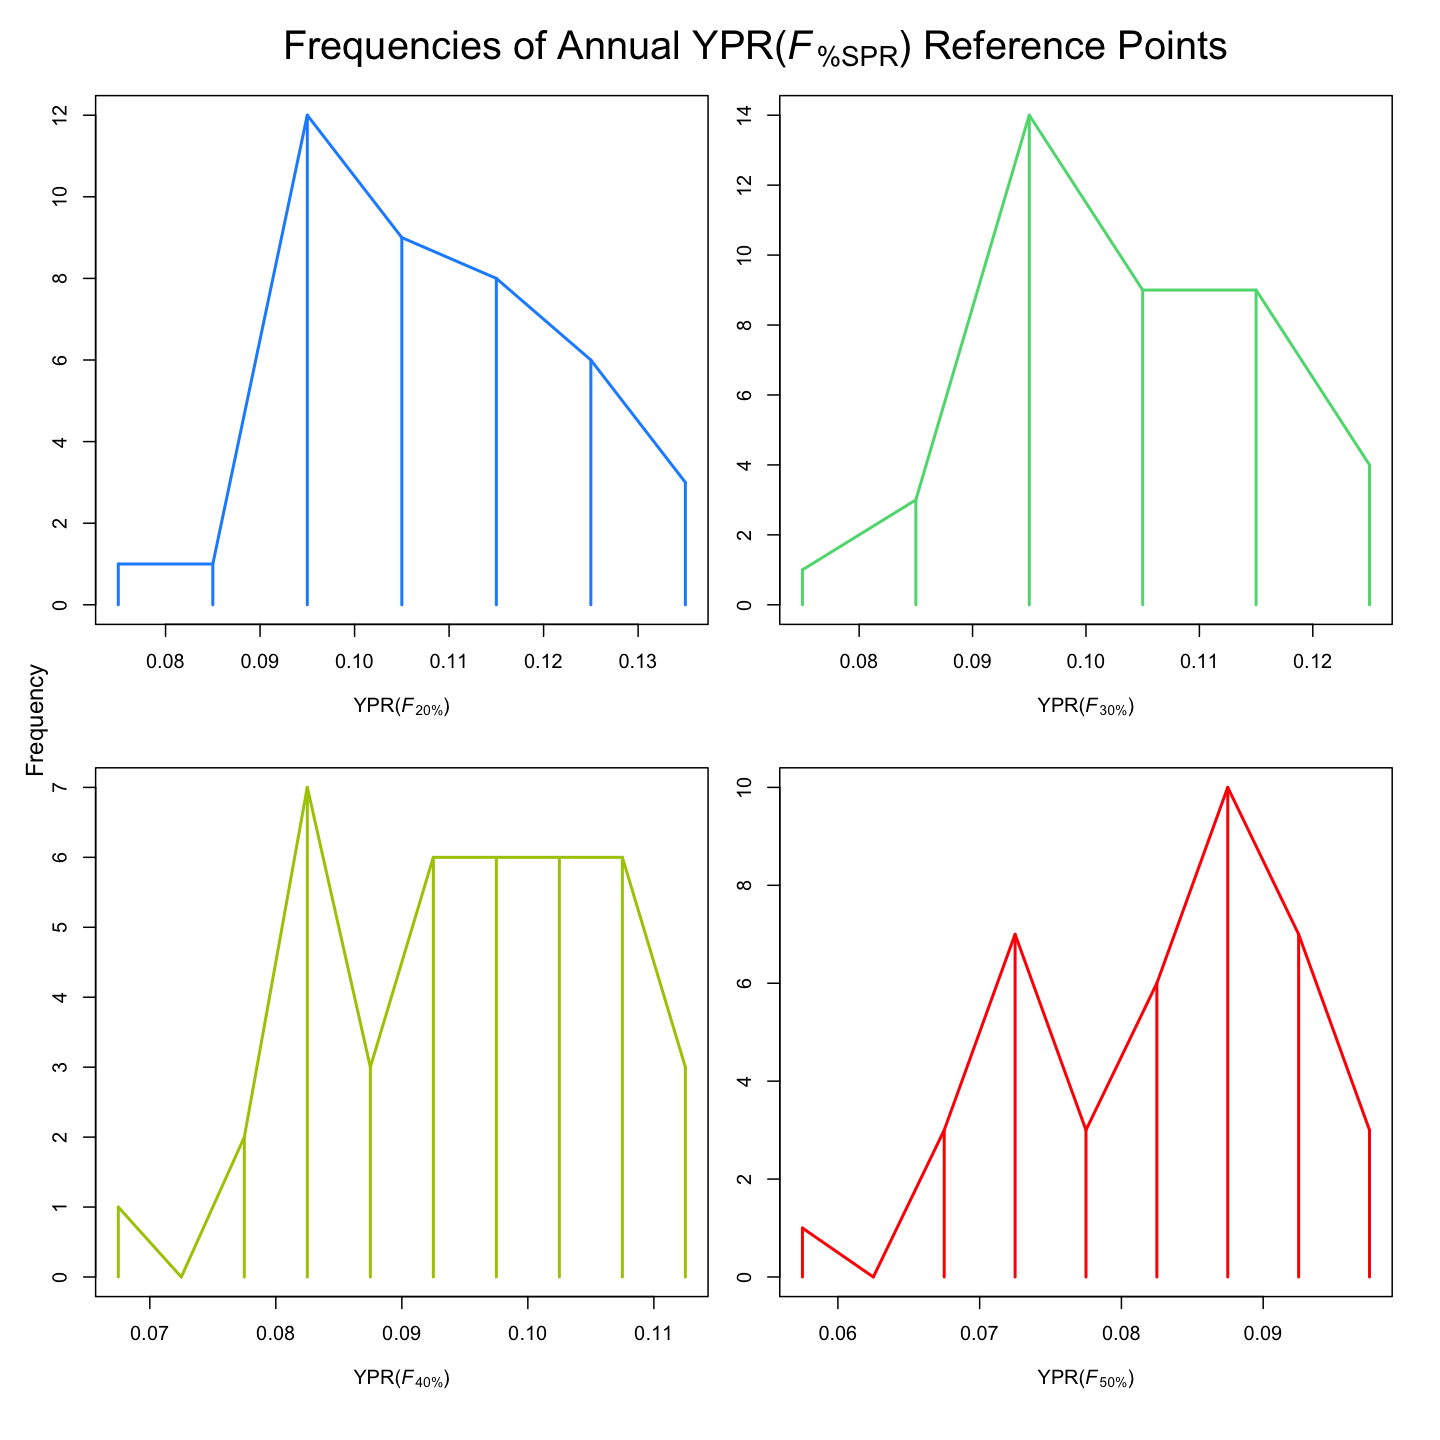 Frequencies of Annual YPR(F%SPR) Reference Points
Frequency
0 2 4 6 8 10 12
0.08 0.09 0.10 0.11 0.12 0.13
YPR(F20%)
0 2 4 6 8 10 12 14
0.08 0.09 0.10 0.11 0.12
YPR(F30%)
0 1 2 3 4 5 6 7
0.07 0.08 0.09 0.10 0.11
YPR(F40%)
0 2 4 6 8 10
0.06 0.07 0.08 0.09
YPR(F50%)